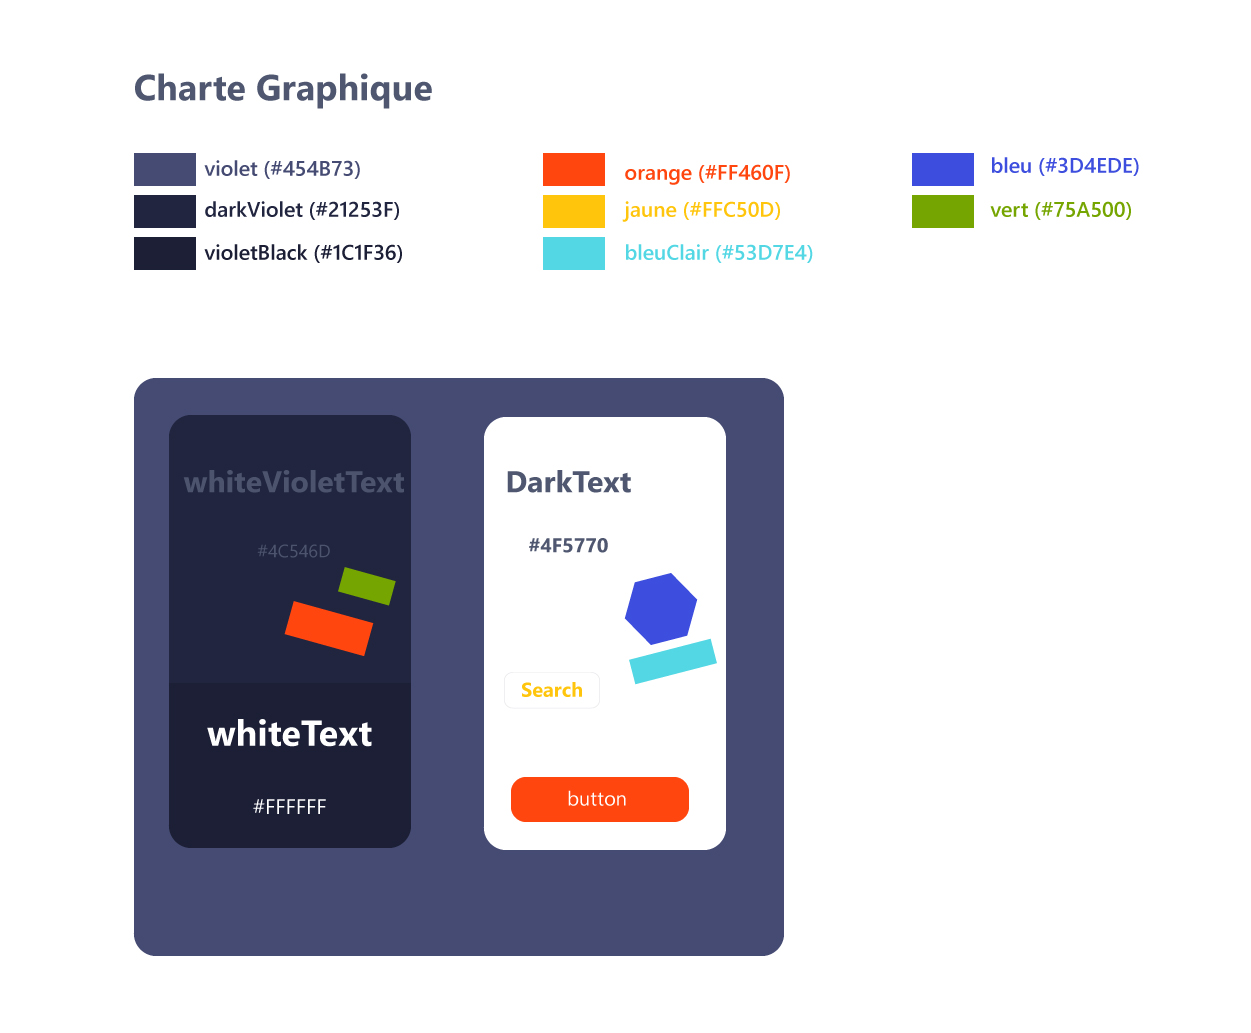 Charte Graphique
violet (#454B73)
darkViolet (#21253F)
violetBlack (#1C1F36)
orange (#FF460F)
jaune (#FFC50D)
bleuClair (#53D7E4)
bleu (#3D4EDE)
vert (#75A500)
whiteVioletText
#4C546D
whiteText
#FFFFFF
DarkText
#4F5770
Search
button